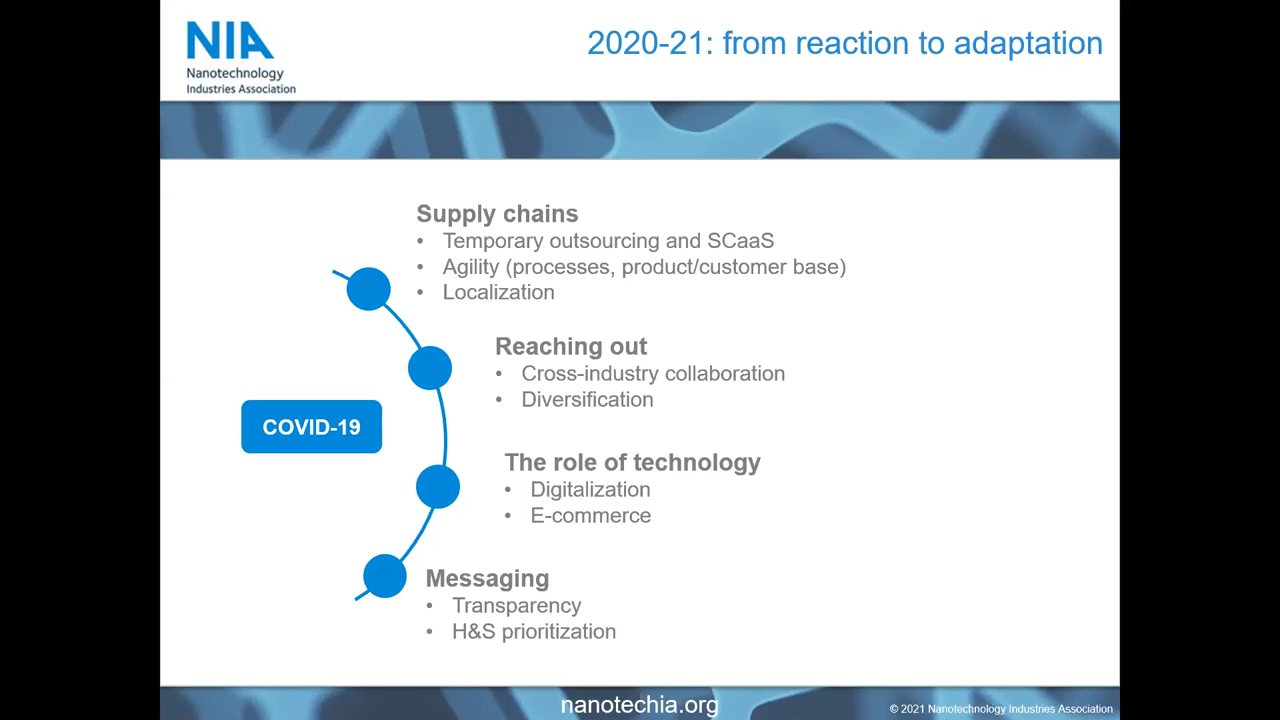 NIA
Nanotechnology
Industries Association
2020-21: from reaction to adaptation
Supply chains
• Temporary outsourcing and SCaaS
• Agility (processes, product/customer base)
• Localization
Reaching out
• Cross-industry collaboration
• Diversification
COVID-19
The role of technology
• Digitalization
• E-commerce
Messaging
• Transparency
• H&S prioritization
nanotechia.org
© 2021 Nanotechnology Industries Association